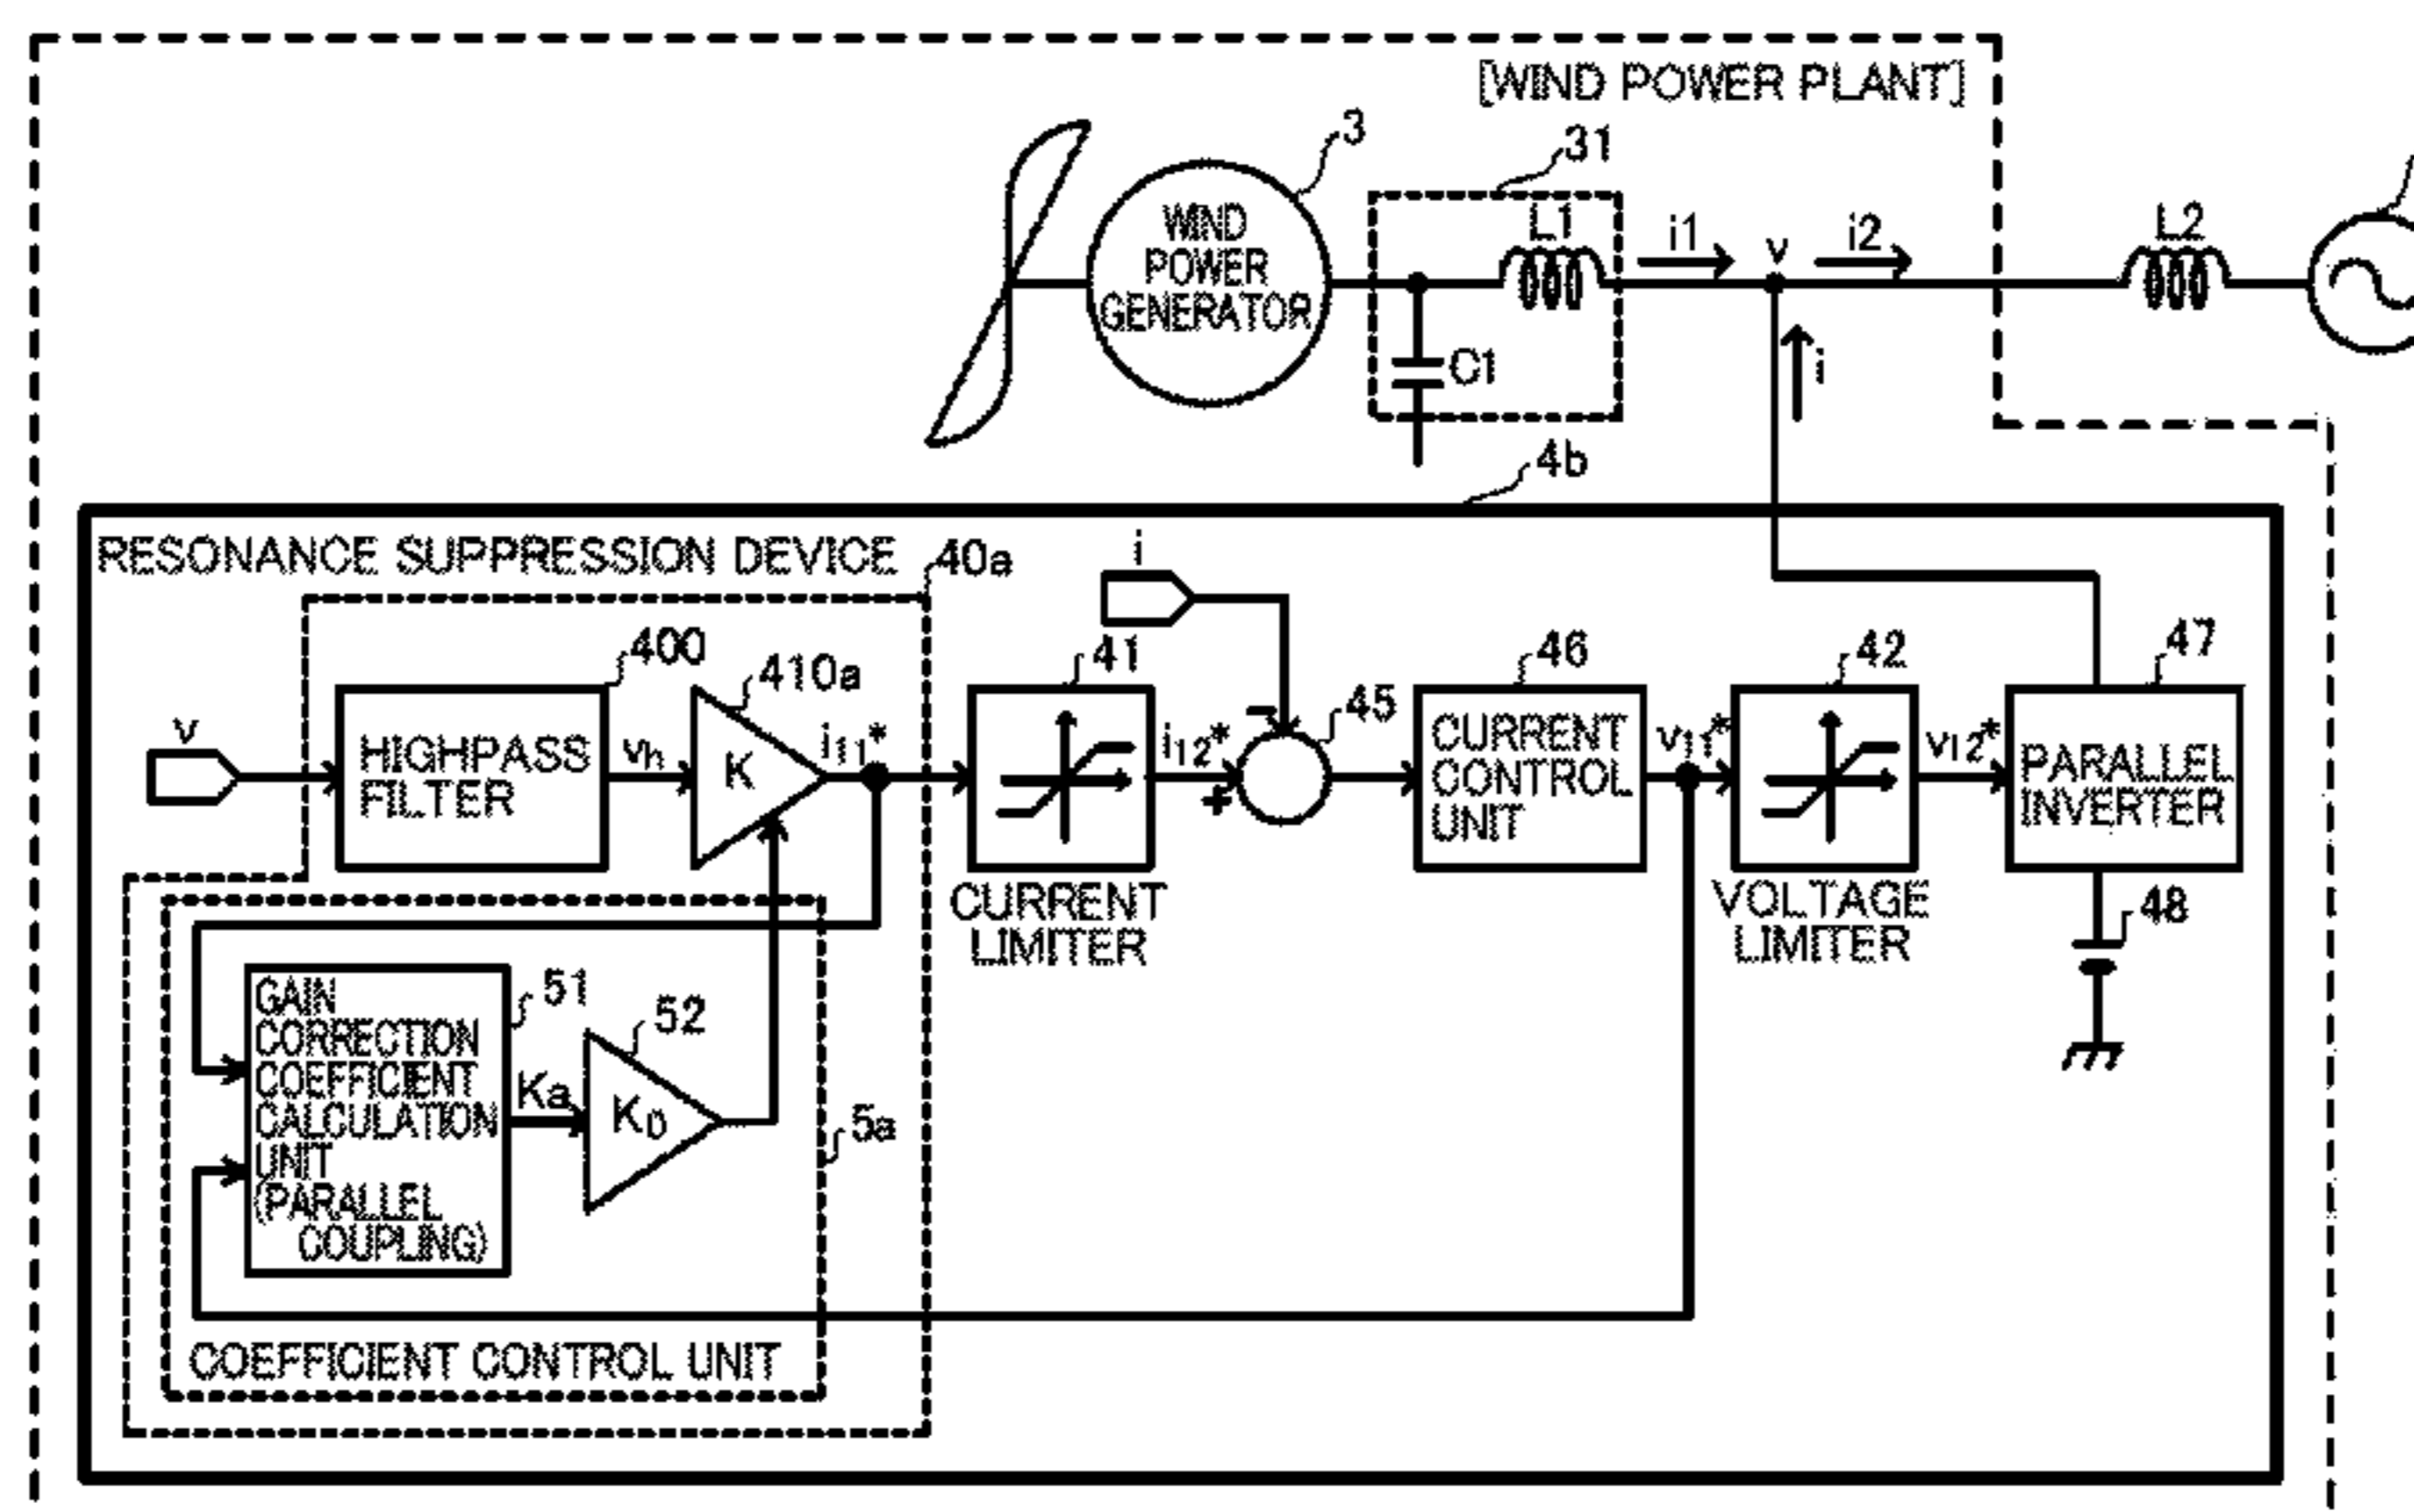 [WIND POWER PLANT]
3
31
WIND
POWER
GENERATOR
L1
C1
i1
v
i2
L2
i
4b
RESONANCE SUPPRESSION DEVICE
40a
i
400
410a
41
45
46
42
47
v
HIGHPASS
FILTER
vh
K
i11*
i12*
-
+
CURRENT
CONTROL
UNIT
v11*
v12*
PARALLEL
INVERTER
CURRENT
LIMITER
VOLTAGE
LIMITER
48
GAIN
CORRECTION
COEFFICIENT
CALCULATION
UNIT
(PARALLEL
COUPLING)
51
Ka
52
K0
5a
COEFFICIENT CONTROL UNIT